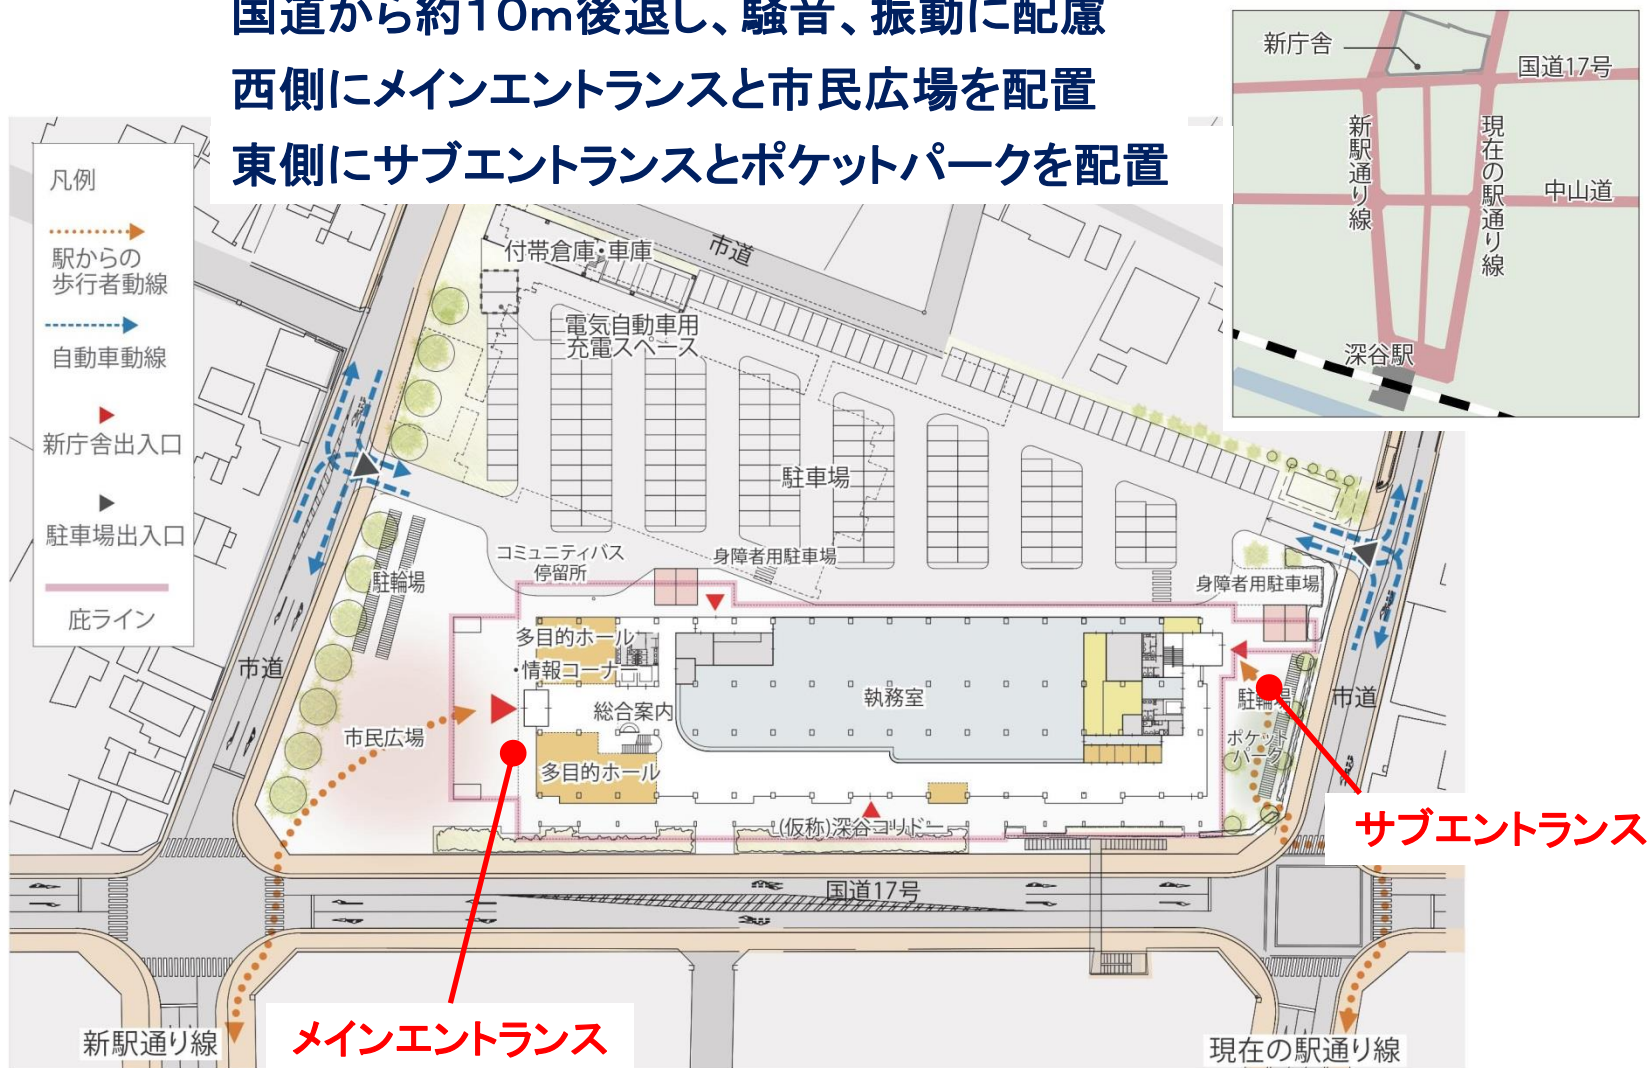 国道から約10m後退し、騒音、振動に配慮
西側にメインエントランスと市民広場を配置
東側にサブエントランスとポケットパークを配置
新庁舎
国道17号
新駅通り線
現在の駅通り線
中山道
深谷駅
凡例
駅からの
歩行者動線
自動車動線
新庁舎出入口
駐車場出入口
庇ライン
付帯倉庫・車庫
市道
電気自動車用
充電スペース
駐車場
コミュニティバス
停留所
身障者用駐車場
身障者用駐車場
駐輪場
市道
多目的ホール
・情報コーナー
総合案内
執務室
市民広場
多目的ホール
駐輪場
市道
ポケット
パーク
(仮称)深谷コリドー
サブエントランス
国道17号
メインエントランス
新駅通り線
現在の駅通り線